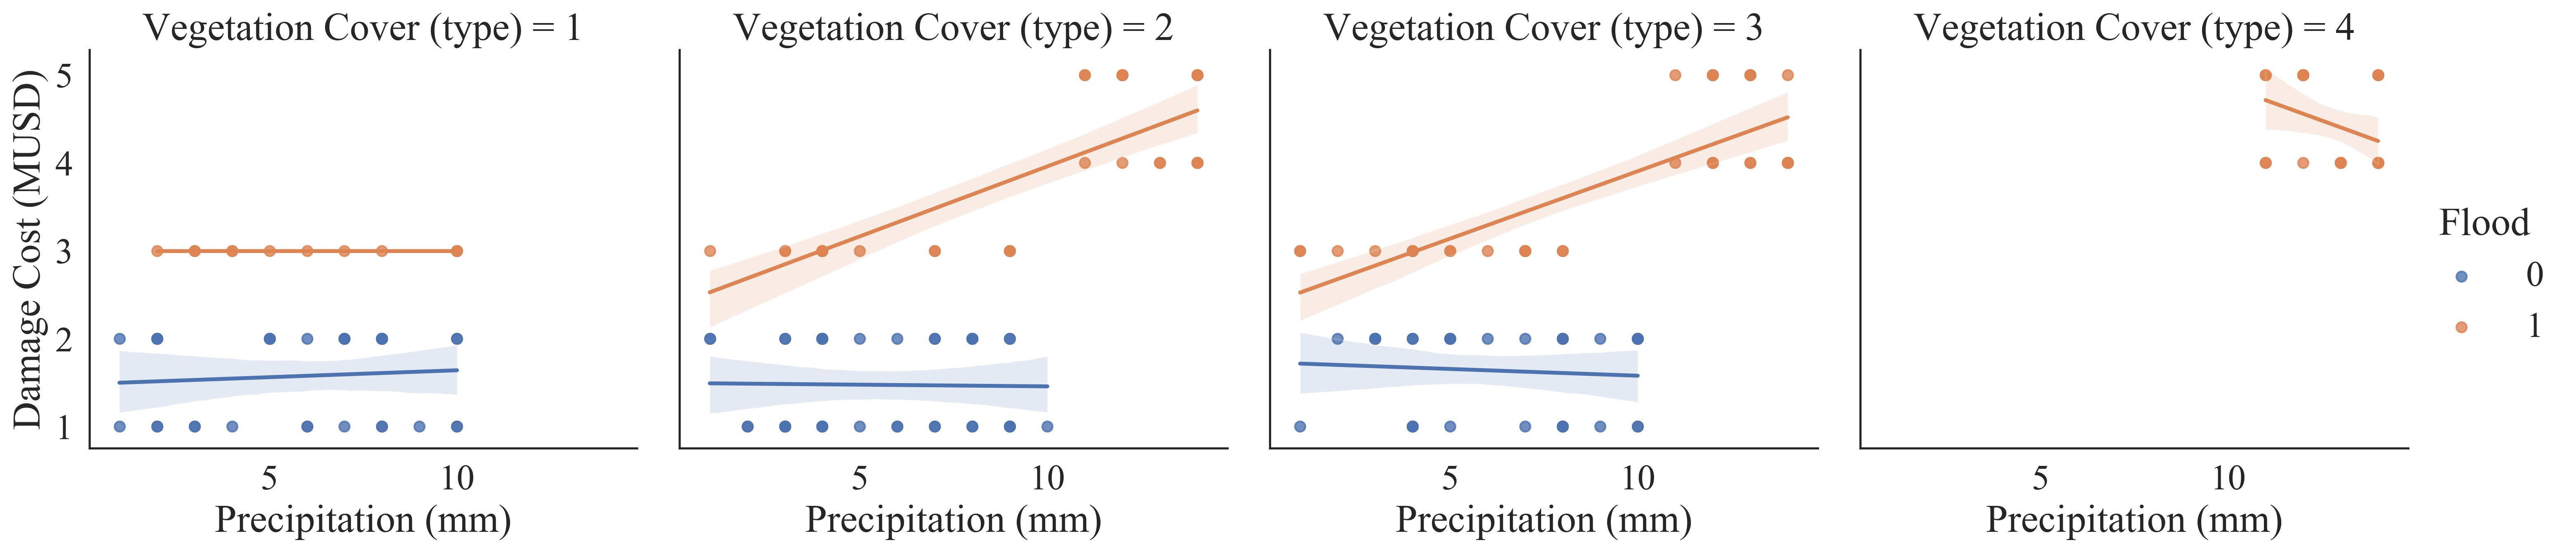 Vegetation Cover (type) = 1
Vegetation Cover (type) = 2
Vegetation Cover (type) = 3
Vegetation Cover (type) = 4
Damage Cost (MUSD)
5
4
3
2
1
5 10
5 10
5 10
5 10
Precipitation (mm)
Precipitation (mm)
Precipitation (mm)
Precipitation (mm)
Flood
0
1